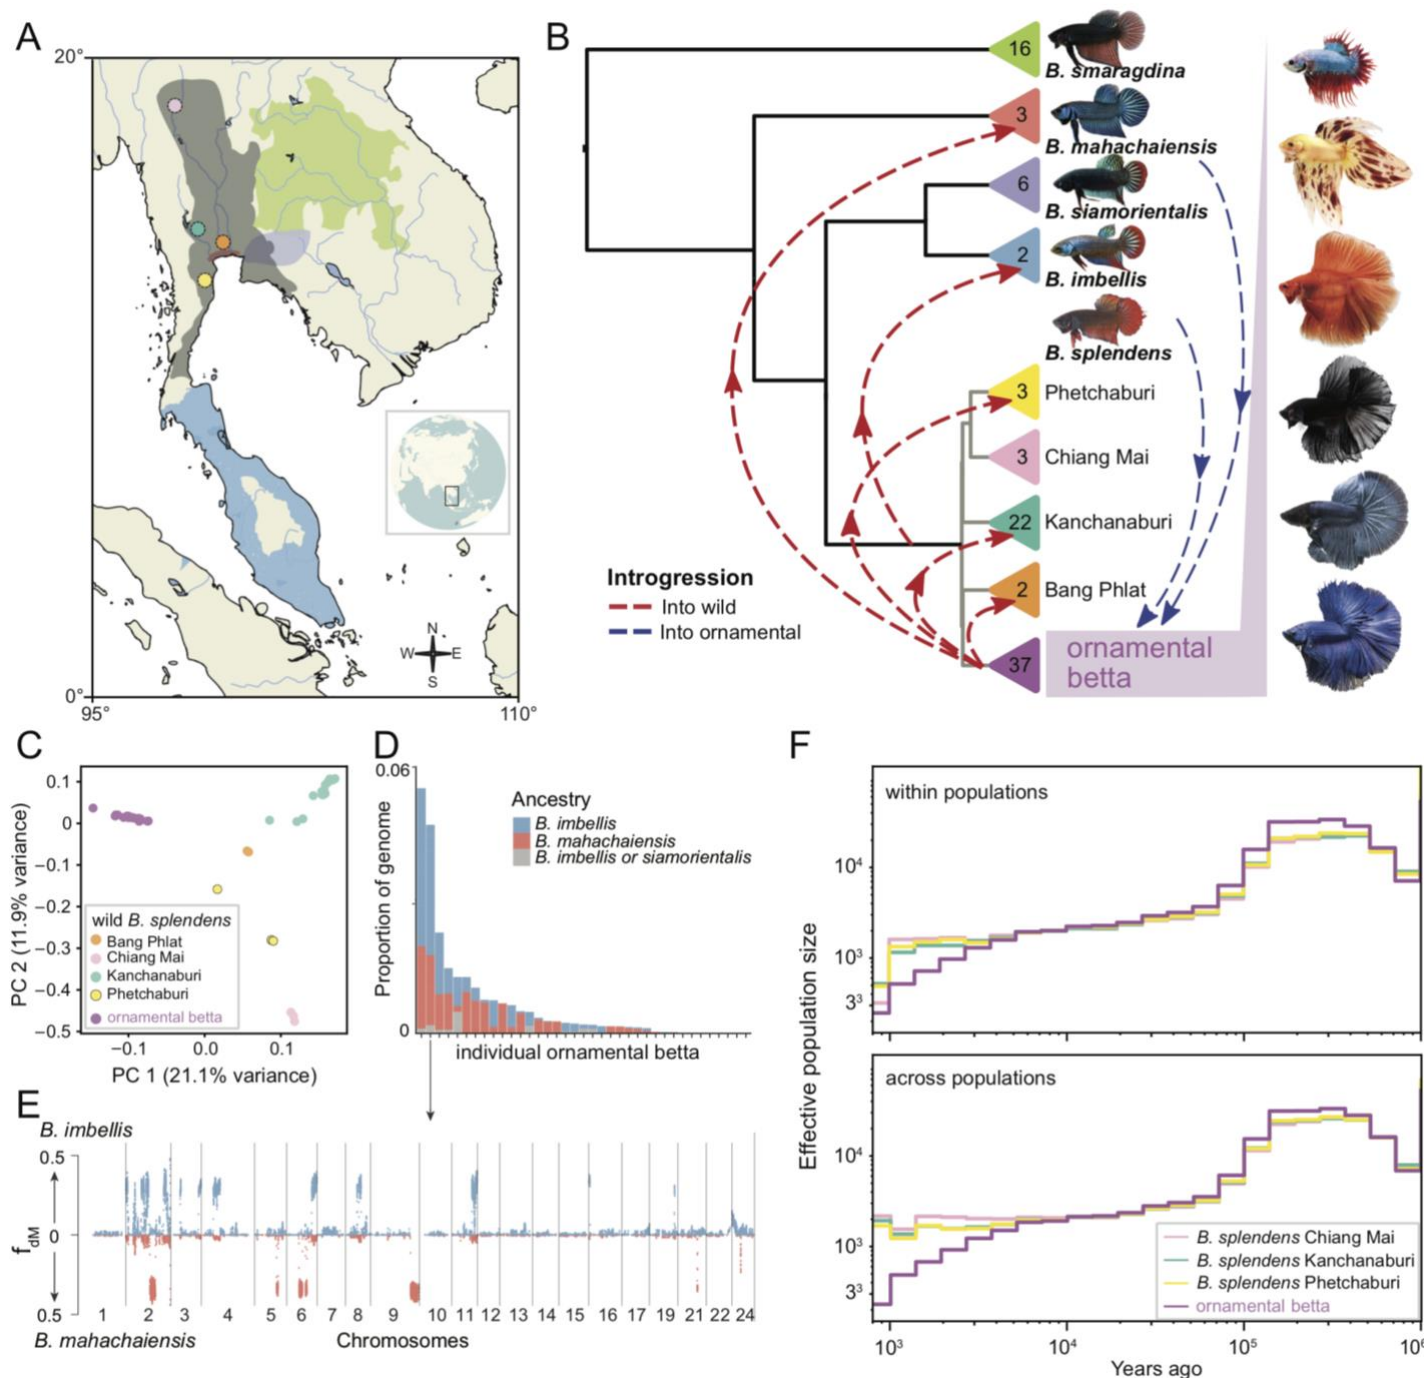 A
20°
0°
95°
110°
N
W
E
S
B
16
B. smaragdina
3
B. mahachaiensis
6
B. siamorientalis
2
B. imbellis
B. splendens
3
Phetchaburi
3
Chiang Mai
22
Kanchanaburi
2
Bang Phlat
37
ornamental
betta
Introgression
Into wild
Into ornamental
C
PC 2 (11.9% variance)
0.1
0
−0.1
−0.2
−0.3
−0.4
−0.5
wild B. splendens
Bang Phlat
Chiang Mai
Kanchanaburi
Phetchaburi
ornamental betta
−0.1
0.0
0.1
PC 1 (21.1% variance)
D
0.06
Proportion of genome
0
Ancestry
B. imbellis
B. mahachaiensis
B. imbellis or siamorientalis
individual ornamental betta
E
B. imbellis
0.5
0
0.5
fdM
1 2 3 4 5 6 7 8 9 10 11 12 13 14 15 16 17 19 21 22 24
B. mahachaiensis
Chromosomes
F
Effective population size
within populations
10⁴
10³
3³
across populations
10⁴
10³
3³
B. splendens Chiang Mai
B. splendens Kanchanaburi
B. splendens Phetchaburi
ornamental betta
10³
10⁴
10⁵
10⁶
Years ago